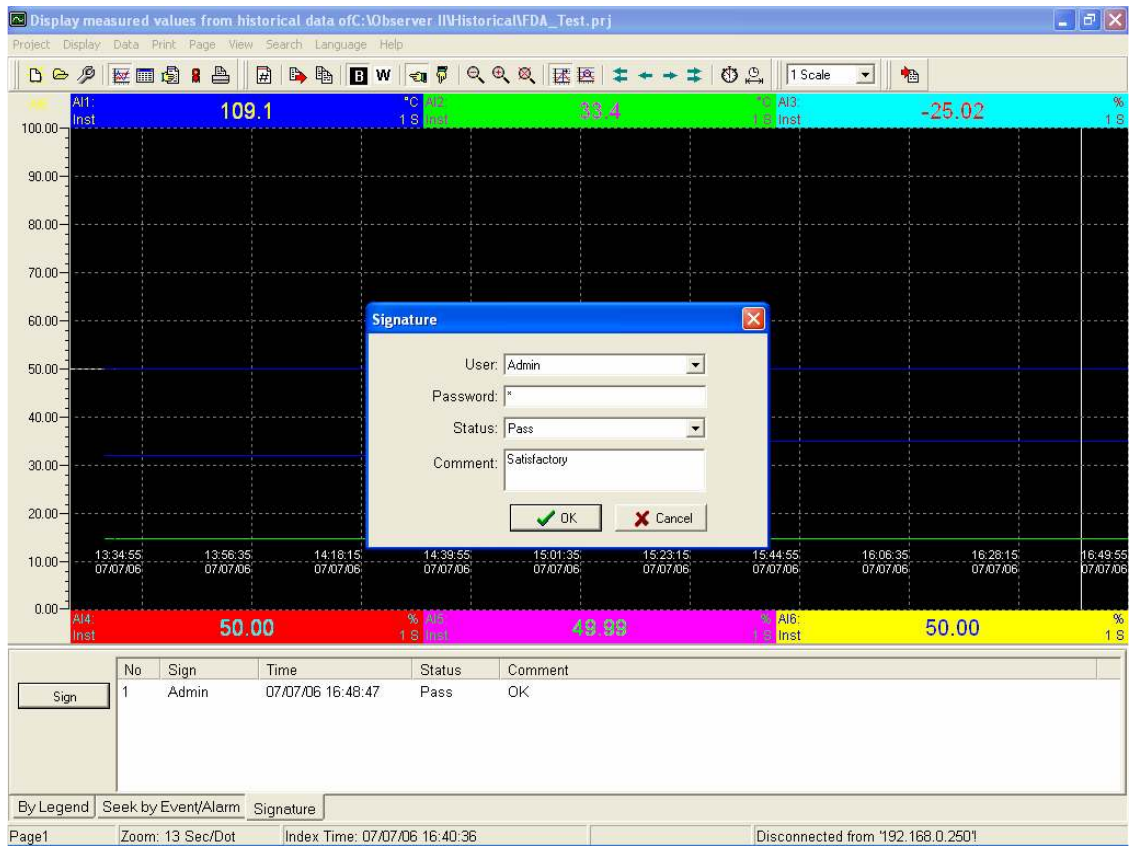 Display measured values from historical data ofC:\Observer II\Historical\FDA_Test.prj
Project Display Data Print Page View Search Language Help
B W 1 Scale
AI1: 109.1 °C AI2: 33.4 °C AI3: -25.02 %
Inst 1 S Inst 1 S Inst 1 S
100.00
90.00
80.00
70.00
60.00
50.00
40.00
30.00
20.00
10.00
0.00
Signature
User: Admin
Password: *
Status: Pass
Comment: Satisfactory
OK Cancel
13:34:55 13:56:35 14:18:15 14:39:55 15:01:35 15:23:15 15:44:55 16:06:35 16:28:15 16:49:55
07/07/06 07/07/06 07/07/06 07/07/06 07/07/06 07/07/06 07/07/06 07/07/06 07/07/06 07/07/06
AI4: 50.00 % AI5: 49.99 % AI6: 50.00 %
Inst 1 S Inst 1 S Inst 1 S
No Sign Time Status Comment
Sign
1 Admin 07/07/06 16:48:47 Pass OK
By Legend Seek by Event/Alarm Signature
Page1 Zoom: 13 Sec/Dot Index Time: 07/07/06 16:40:36 Disconnected from '192.168.0.250'!